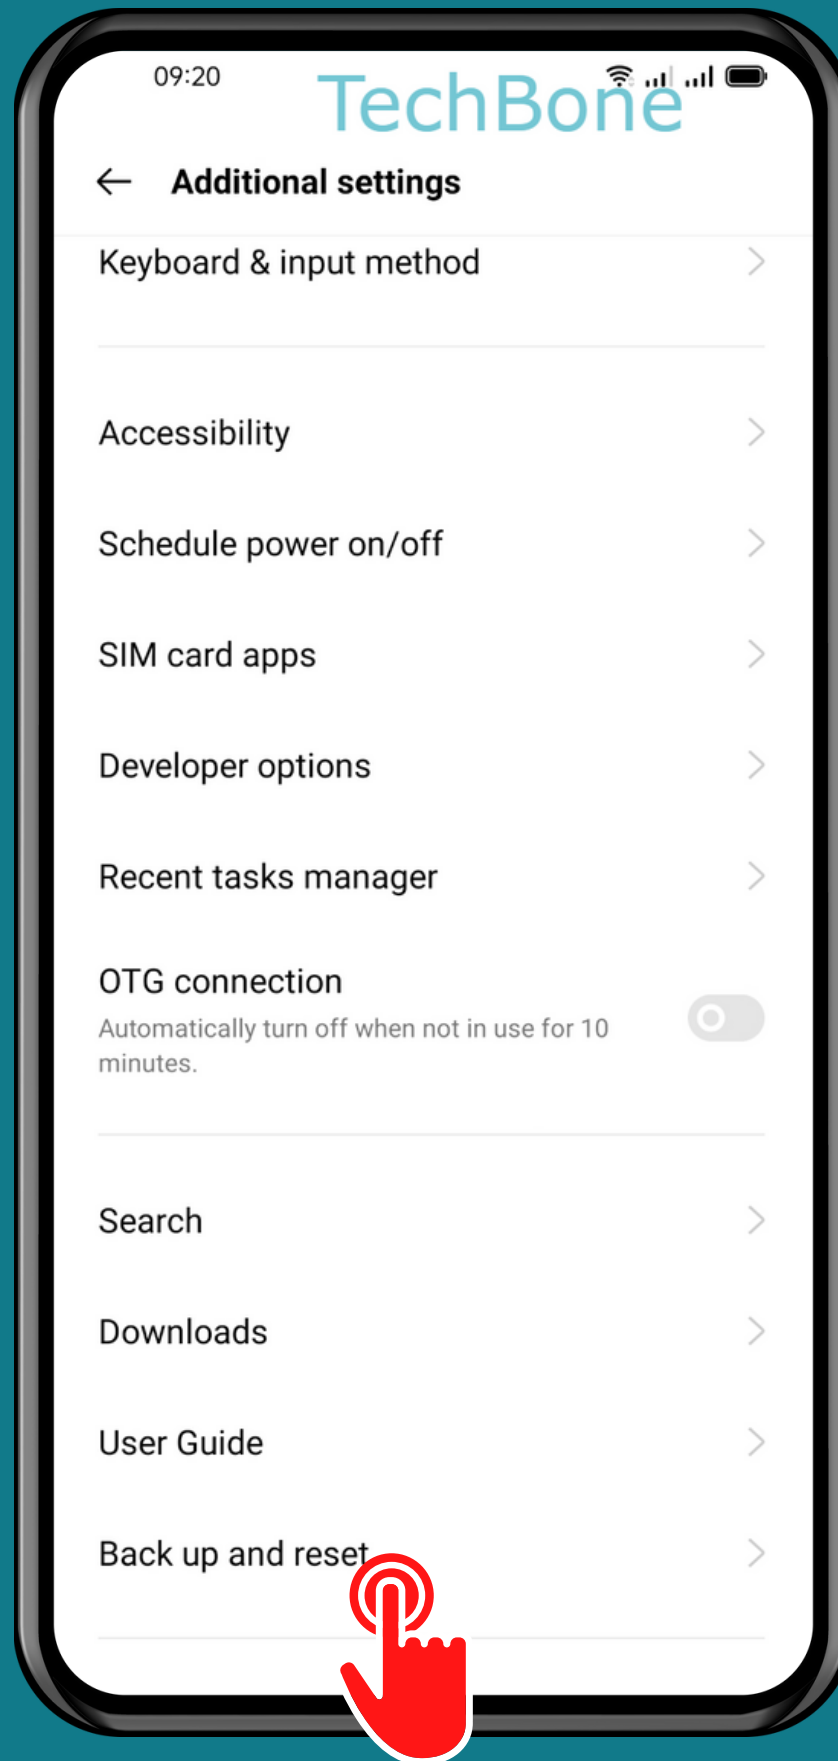 09:20
TechBone
Additional settings
Keyboard & input method
Accessibility
Schedule power on/off
SIM card apps
Developer options
Recent tasks manager
OTG connection
Automatically turn off when not in use for 10
minutes.
Search
Downloads
User Guide
Back up and reset